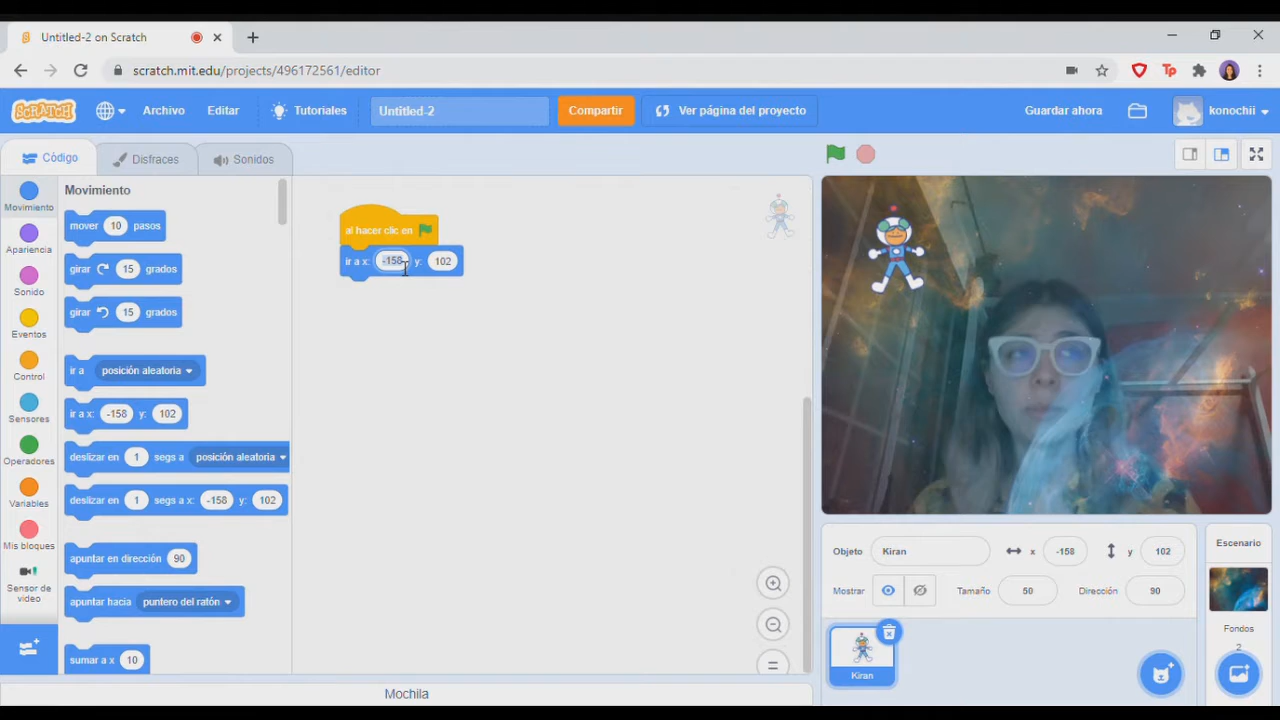 Untitled-2 on Scratch
scratch.mit.edu/projects/496172561/editor
Tp
SCRATCH
Archivo
Editar
Tutoriales
Untitled-2
Compartir
Ver página del proyecto
Guardar ahora
konochii
Código
Disfraces
Sonidos
Movimiento
Apariencia
Sonido
Eventos
Control
Sensores
Operadores
Variables
Mis bloques
Sensor de
video
Movimiento
mover 10 pasos
girar 15 grados
girar 15 grados
ir a posición aleatoria
ir a x: -158 y: 102
deslizar en 1 segs a posición aleatoria
deslizar en 1 segs a x: -158 y: 102
apuntar en dirección 90
apuntar hacia puntero del ratón
sumar a x 10
al hacer clic en
ir a x: -158 y: 102
Mochila
Objeto Kiran x -158 y 102
Mostrar Tamaño 50 Dirección 90
Kiran
Escenario
Fondos
2